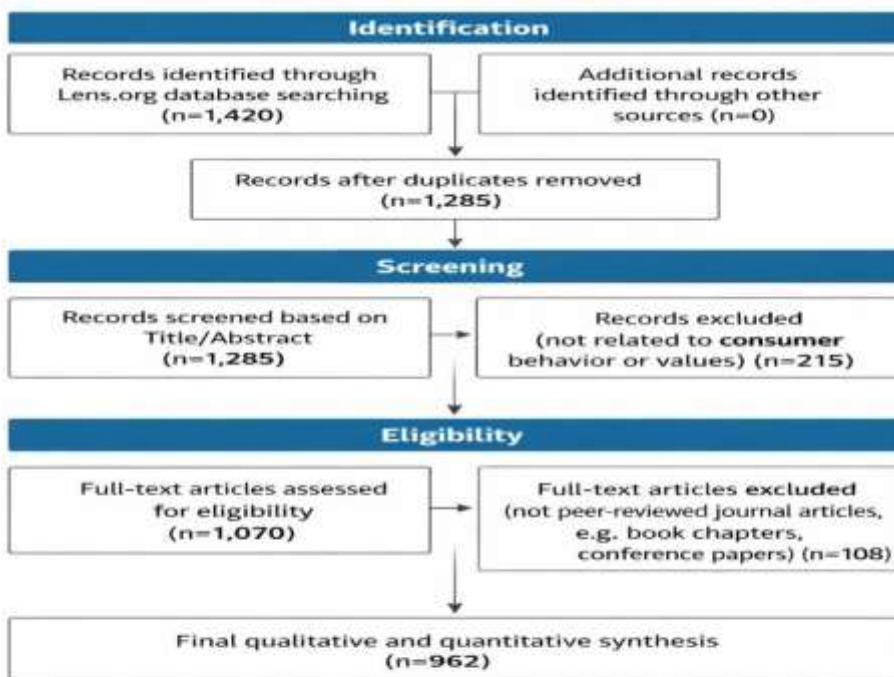 Identification
Records identified through
Lens.org database searching
(n=1,420)
Additional records
identified through other
sources (n=0)
Records after duplicates removed
(n=1,285)
Screening
Records screened based on
Title/Abstract
(n=1,285)
Records excluded
(not related to consumer
behavior or values) (n=215)
Eligibility
Full-text articles assessed
for eligibility
(n=1,070)
Full-text articles excluded
(not peer-reviewed journal articles,
e.g. book chapters,
conference papers) (n=108)
Final qualitative and quantitative synthesis
(n=962)